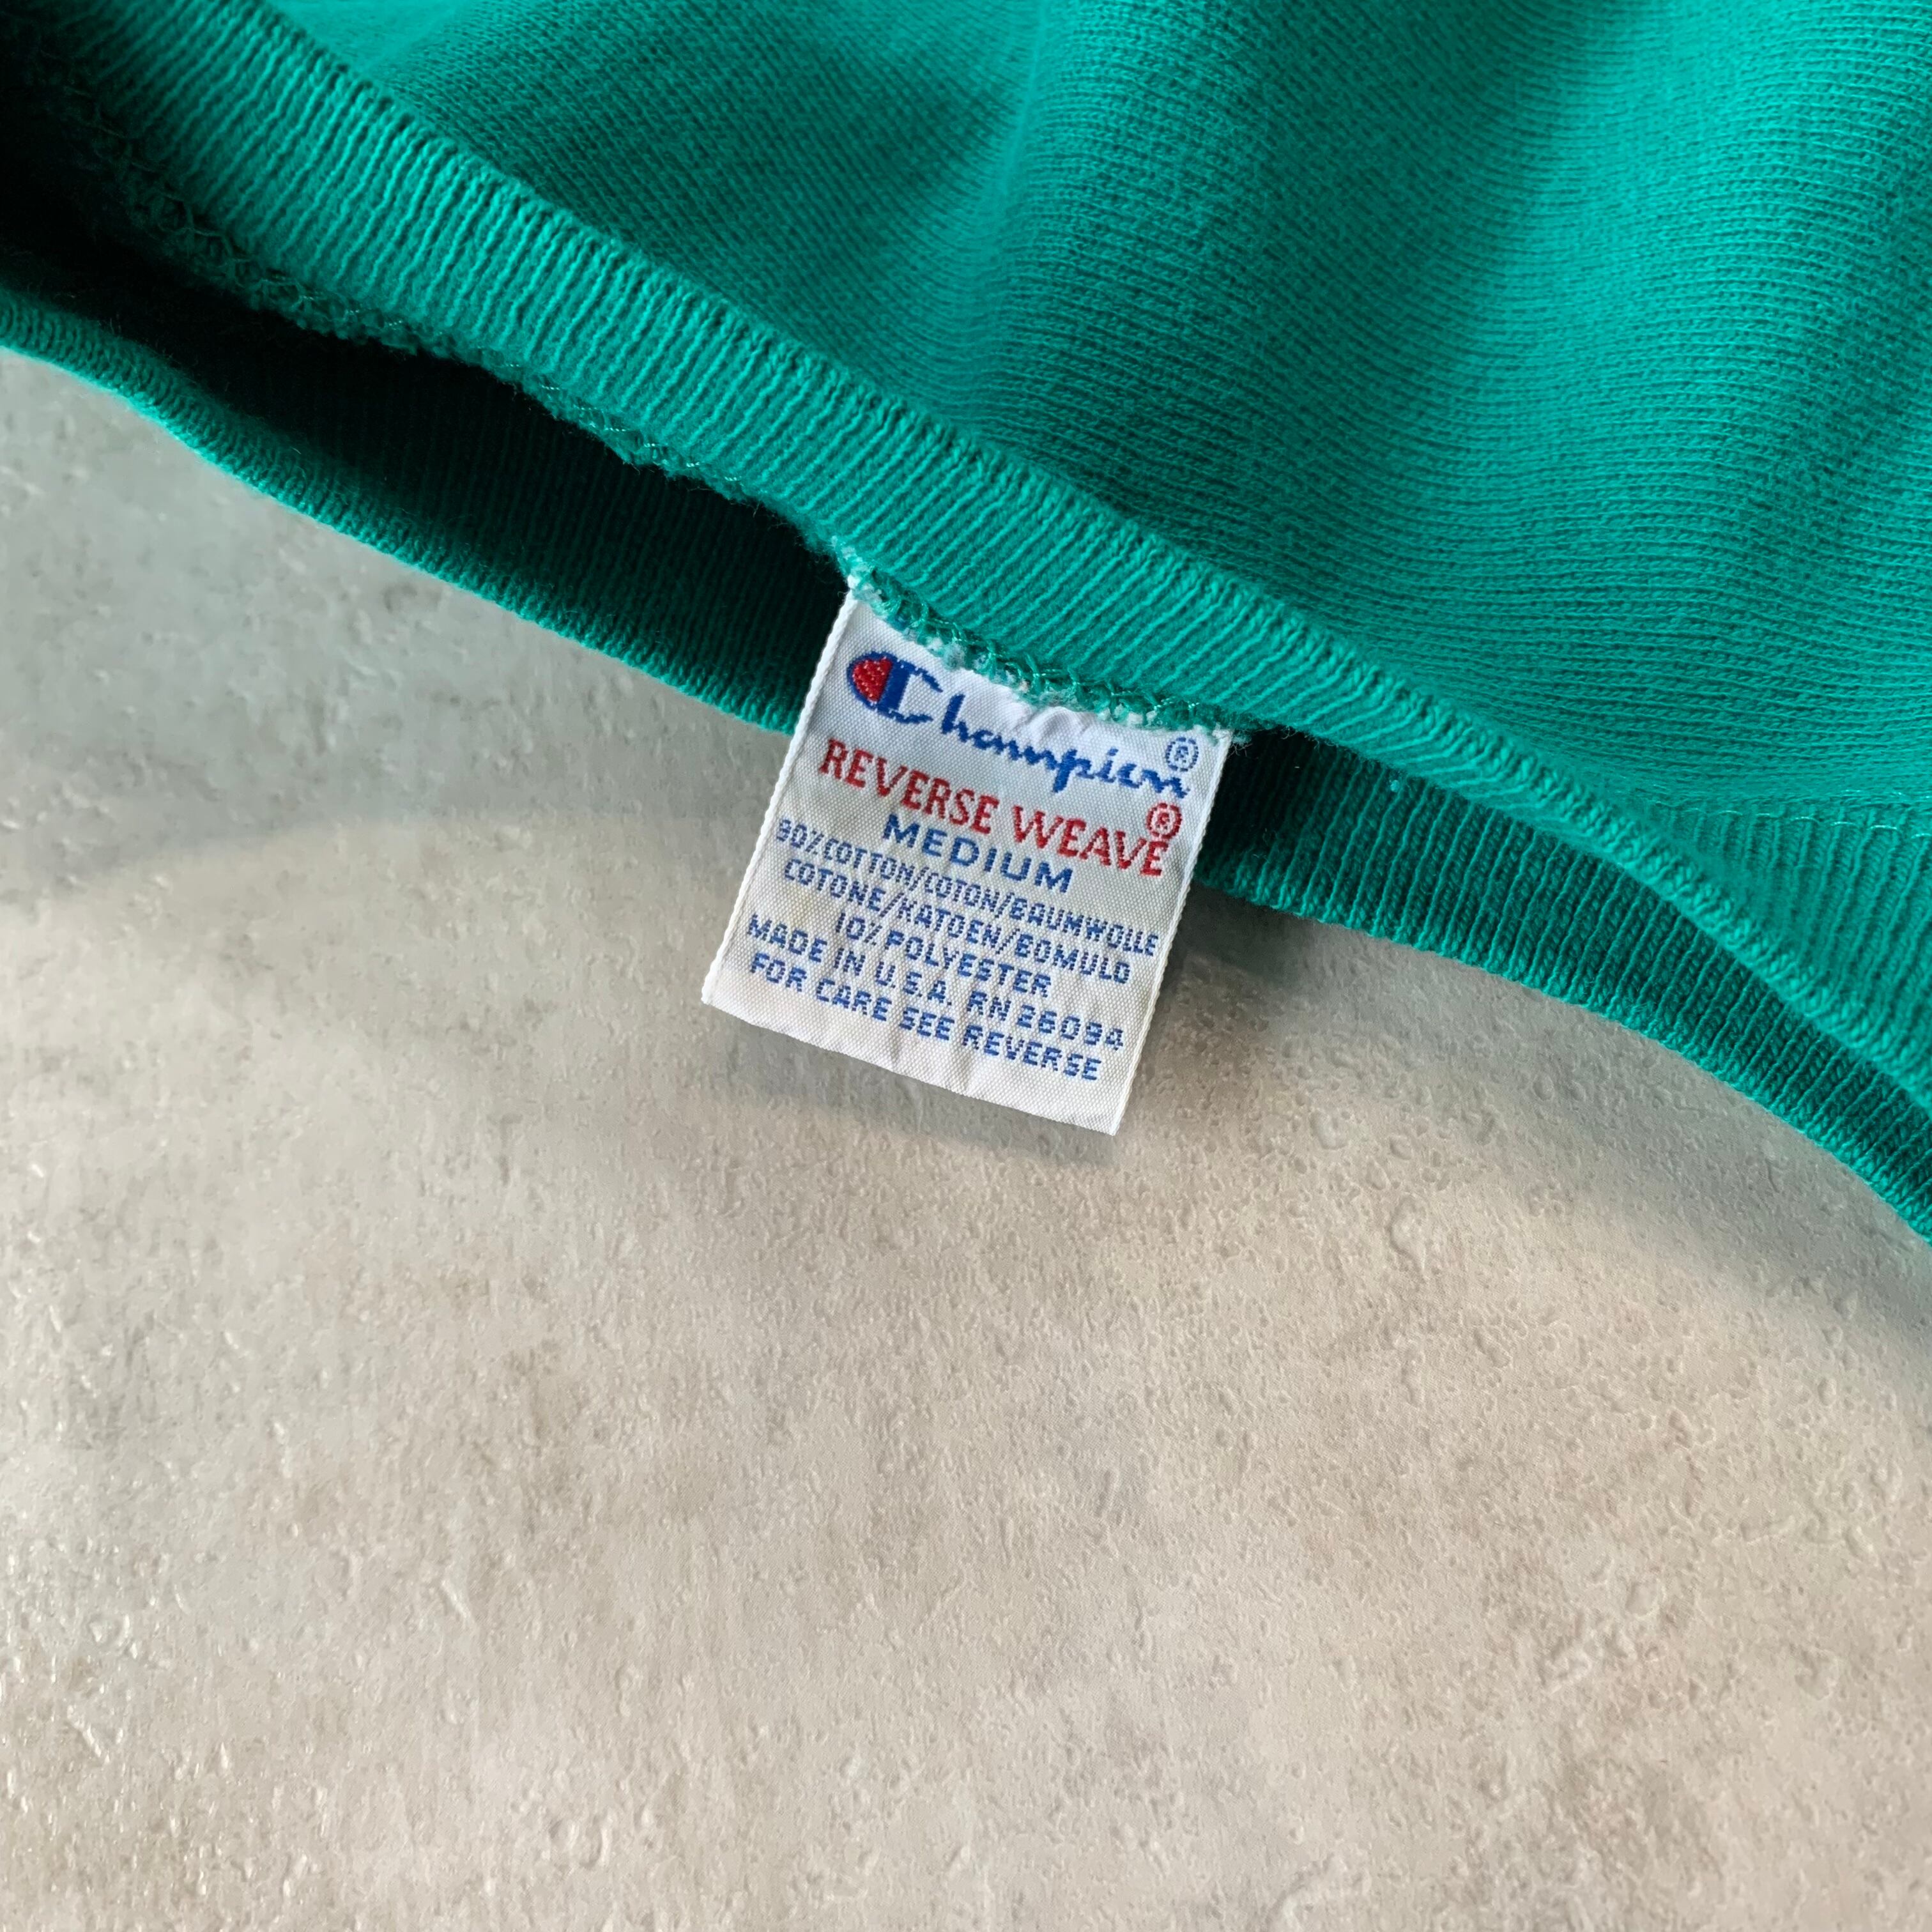 Champion®
REVERSE WEAVE®
MEDIUM
90% COTTON/COTON/BAUMWOLLE
COTONE/KATOEN/BOMULD
10% POLYESTER
MADE IN U.S.A. RN 26094
FOR CARE SEE REVERSE